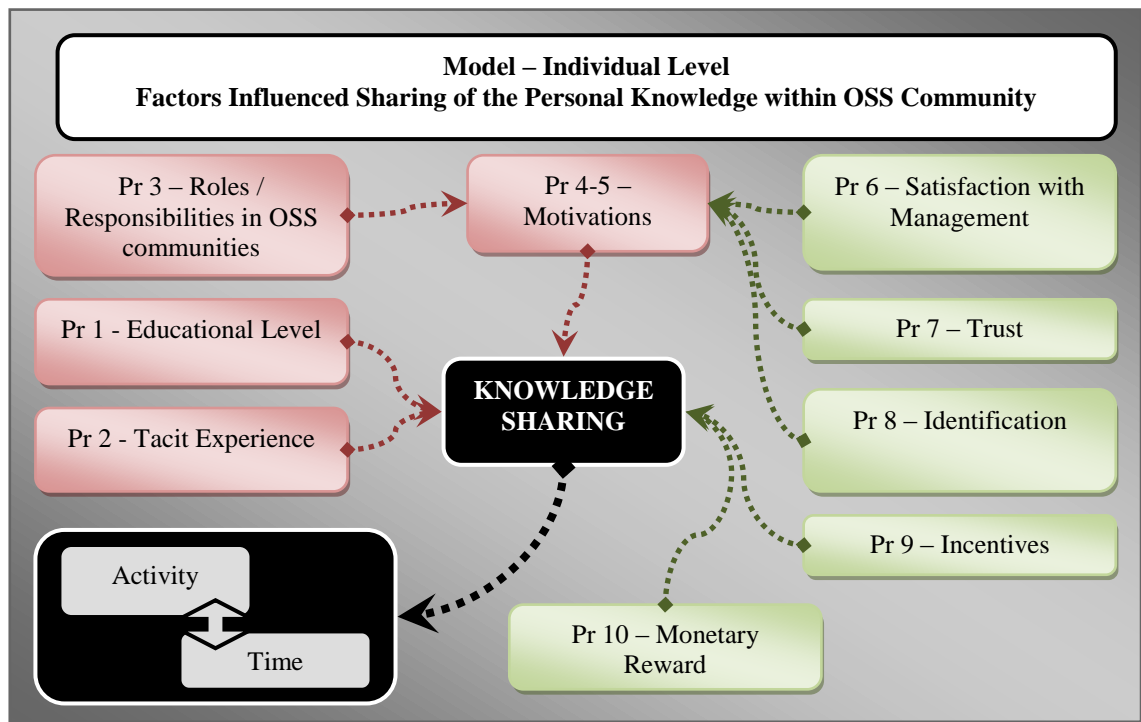 Model – Individual Level
Factors Influenced Sharing of the Personal Knowledge within OSS Community
Pr 3 – Roles /
Responsibilities in OSS
communities
Pr 4-5 –
Motivations
Pr 6 – Satisfaction with
Management
Pr 1 - Educational Level
Pr 7 – Trust
KNOWLEDGE
SHARING
Pr 2 - Tacit Experience
Pr 8 – Identification
Pr 9 – Incentives
Activity
Time
Pr 10 – Monetary
Reward